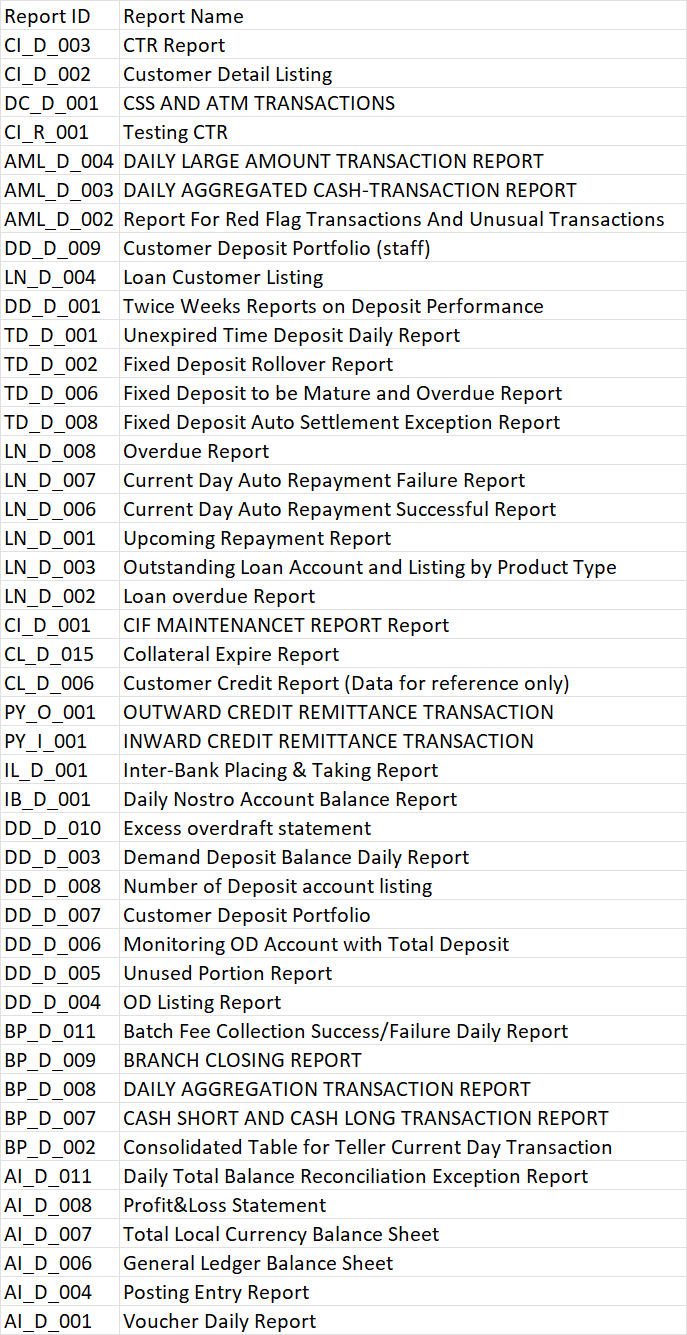 Report ID Report Name
CI_D_003 CTR Report
CI_D_002 Customer Detail Listing
DC_D_001 CSS AND ATM TRANSACTIONS
CI_R_001 Testing CTR
AML_D_004 DAILY LARGE AMOUNT TRANSACTION REPORT
AML_D_003 DAILY AGGREGATED CASH-TRANSACTION REPORT
AML_D_002 Report For Red Flag Transactions And Unusual Transactions
DD_D_009 Customer Deposit Portfolio (staff)
LN_D_004 Loan Customer Listing
DD_D_001 Twice Weeks Reports on Deposit Performance
TD_D_001 Unexpired Time Deposit Daily Report
TD_D_002 Fixed Deposit Rollover Report
TD_D_006 Fixed Deposit to be Mature and Overdue Report
TD_D_008 Fixed Deposit Auto Settlement Exception Report
LN_D_008 Overdue Report
LN_D_007 Current Day Auto Repayment Failure Report
LN_D_006 Current Day Auto Repayment Successful Report
LN_D_001 Upcoming Repayment Report
LN_D_003 Outstanding Loan Account and Listing by Product Type
LN_D_002 Loan overdue Report
CI_D_001 CIF MAINTENANCET REPORT Report
CL_D_015 Collateral Expire Report
CL_D_006 Customer Credit Report (Data for reference only)
PY_O_001 OUTWARD CREDIT REMITTANCE TRANSACTION
PY_I_001 INWARD CREDIT REMITTANCE TRANSACTION
IL_D_001 Inter-Bank Placing & Taking Report
IB_D_001 Daily Nostro Account Balance Report
DD_D_010 Excess overdraft statement
DD_D_003 Demand Deposit Balance Daily Report
DD_D_008 Number of Deposit account listing
DD_D_007 Customer Deposit Portfolio
DD_D_006 Monitoring OD Account with Total Deposit
DD_D_005 Unused Portion Report
DD_D_004 OD Listing Report
BP_D_011 Batch Fee Collection Success/Failure Daily Report
BP_D_009 BRANCH CLOSING REPORT
BP_D_008 DAILY AGGREGATION TRANSACTION REPORT
BP_D_007 CASH SHORT AND CASH LONG TRANSACTION REPORT
BP_D_002 Consolidated Table for Teller Current Day Transaction
AI_D_011 Daily Total Balance Reconciliation Exception Report
AI_D_008 Profit&Loss Statement
AI_D_007 Total Local Currency Balance Sheet
AI_D_006 General Ledger Balance Sheet
AI_D_004 Posting Entry Report
AI_D_001 Voucher Daily Report